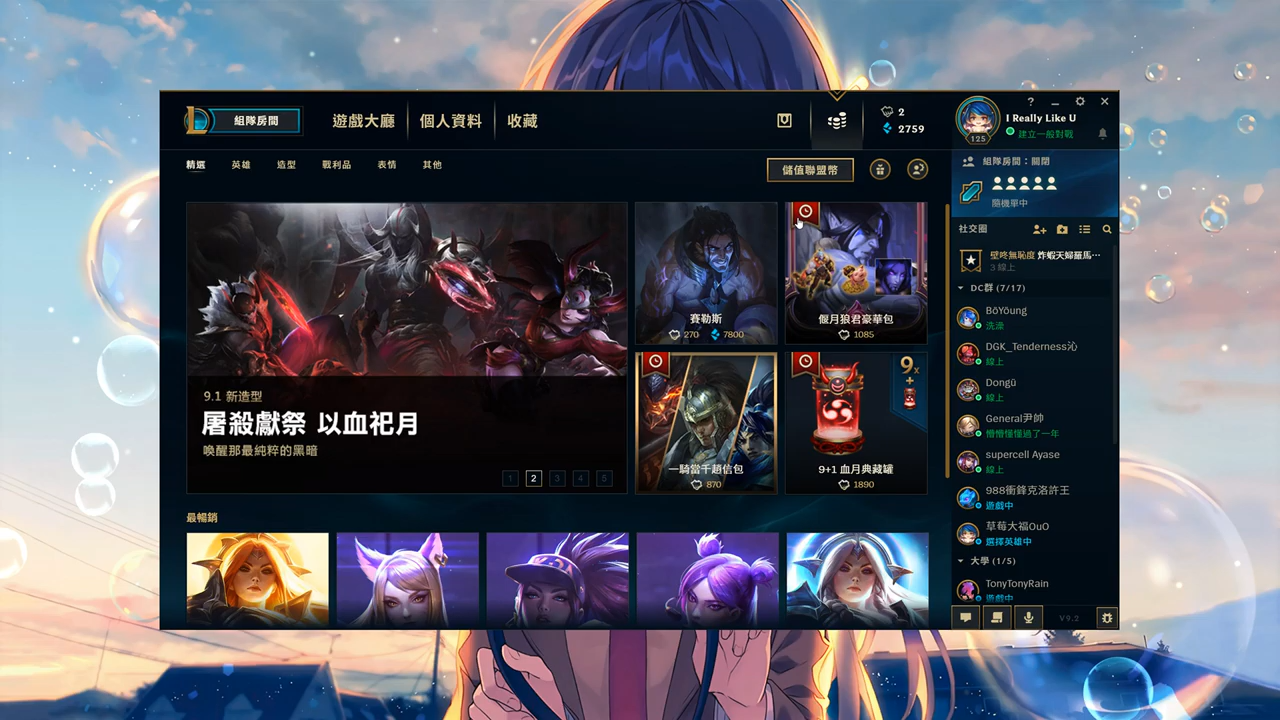 組隊房間
遊戲大廳
個人資料
收藏
2
2759
?
I Really Like U
建立一般對戰
125
精選
英雄
造型
戰利品
表情
其他
儲值聯盟幣
9.1 新造型
屠殺獻祭 以血祀月
喚醒那最純粹的黑暗
1 2 3 4 5
賽勒斯
270 7800
偃月狼君豪華包
1085
一騎當千趙信包
870
9x
+
9+1 血月典藏罐
1890
最暢銷
組隊房間：關閉
隨機單中
社交圈
壁咚無恥度 炸蝦天婦羅馬…
3 線上
DC群 (7/17)
BöYöung
洗澡
DGK_Tenderness沁
線上
Dongü
線上
General尹帥
懵懵懂懂過了一年
supercell Ayase
線上
988衝鋒克洛許王
遊戲中
草莓大福OuO
選擇英雄中
大學 (1/5)
TonyTonyRain
遊戲中
V9.2